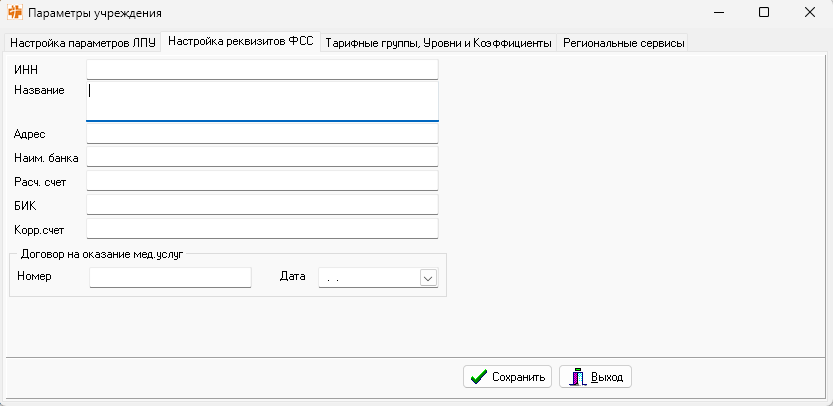 Параметры учреждения
Настройка параметров ЛПУ Настройка реквизитов ФСС Тарифные группы, Уровни и Коэффициенты Региональные сервисы
ИНН
Название
Адрес
Наим. банка
Расч. счет
БИК
Корр.счет
Договор на оказание мед.услуг
Номер Дата . .
Сохранить Выход